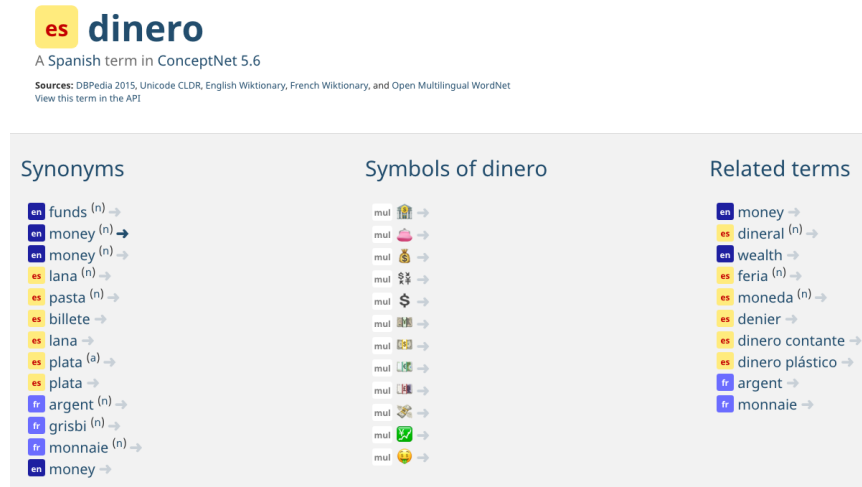 es dinero
A Spanish term in ConceptNet 5.6
Sources: DBPedia 2015, Unicode CLDR, English Wiktionary, French Wiktionary, and Open Multilingual WordNet
View this term in the API
Synonyms
en funds (n) ➜
en money (n) ➜
en money (n) ➜
es lana (n) ➜
es pasta (n) ➜
es billete ➜
es lana ➜
es plata (a) ➜
es plata ➜
fr argent (n) ➜
fr grisbi (n) ➜
fr monnaie (n) ➜
en money ➜
Symbols of dinero
mul 🏦 ➜
mul 👛 ➜
mul 💰 ➜
mul 💱 ➜
mul 💲 ➜
mul 💴 ➜
mul 💵 ➜
mul 💶 ➜
mul 💷 ➜
mul 💸 ➜
mul 💹 ➜
mul 🤑 ➜
Related terms
en money ➜
es dineral (n) ➜
en wealth ➜
es feria (n) ➜
es moneda (n) ➜
es denier ➜
es dinero contante ➜
es dinero plástico ➜
fr argent ➜
fr monnaie ➜